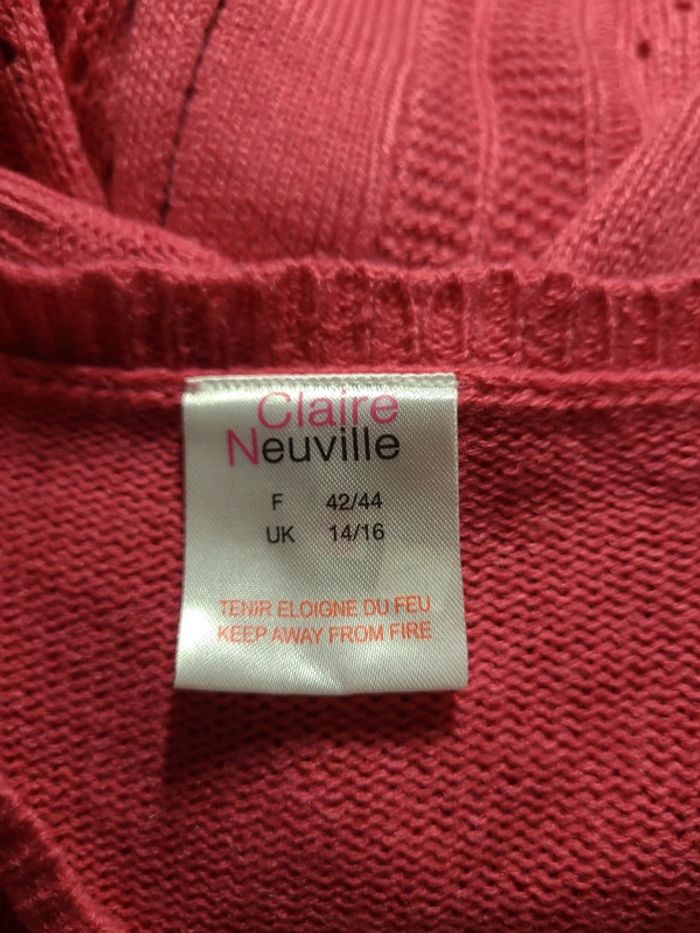 Claire
Neuville
F 42/44
UK 14/16
TENIR ELOIGNE DU FEU
KEEP AWAY FROM FIRE